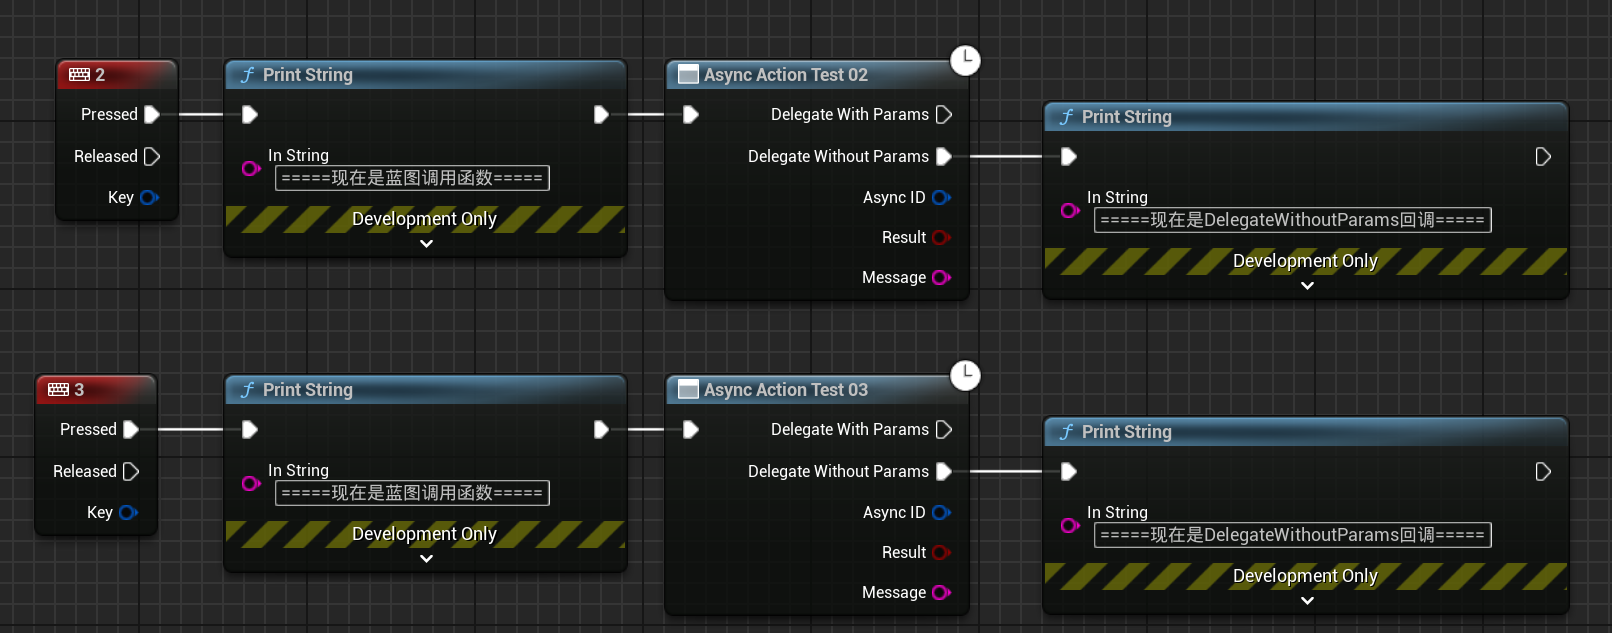 2
Pressed
Released
Key
Print String
In String
=====现在是蓝图调用函数=====
Development Only
Async Action Test 02
Delegate With Params
Delegate Without Params
Async ID
Result
Message
Print String
In String
=====现在是DelegateWithoutParams回调=====
Development Only
3
Pressed
Released
Key
Print String
In String
=====现在是蓝图调用函数=====
Development Only
Async Action Test 03
Delegate With Params
Delegate Without Params
Async ID
Result
Message
Print String
In String
=====现在是DelegateWithoutParams回调=====
Development Only